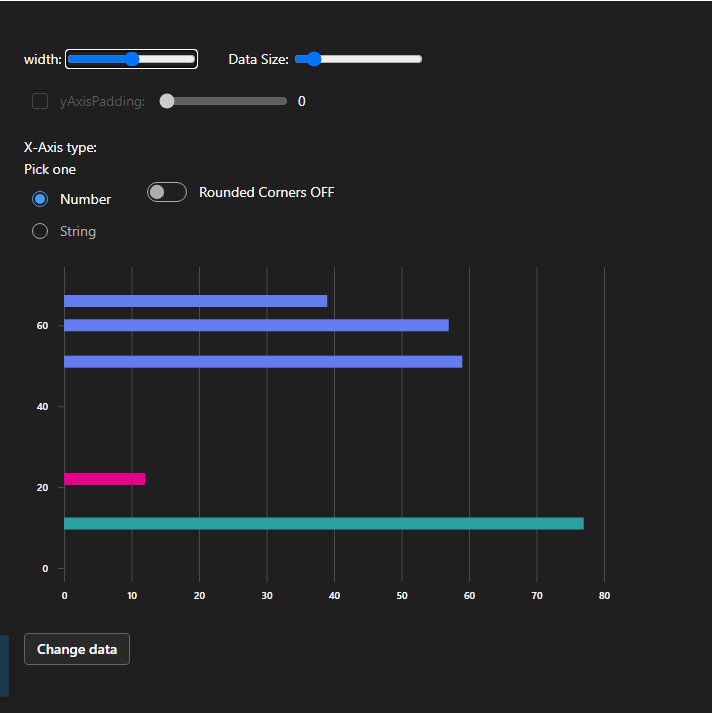 width: Data Size:
yAxisPadding: 0
X-Axis type:
Pick one
Number Rounded Corners OFF
String
60
40
20
0
0 10 20 30 40 50 60 70 80
Change data